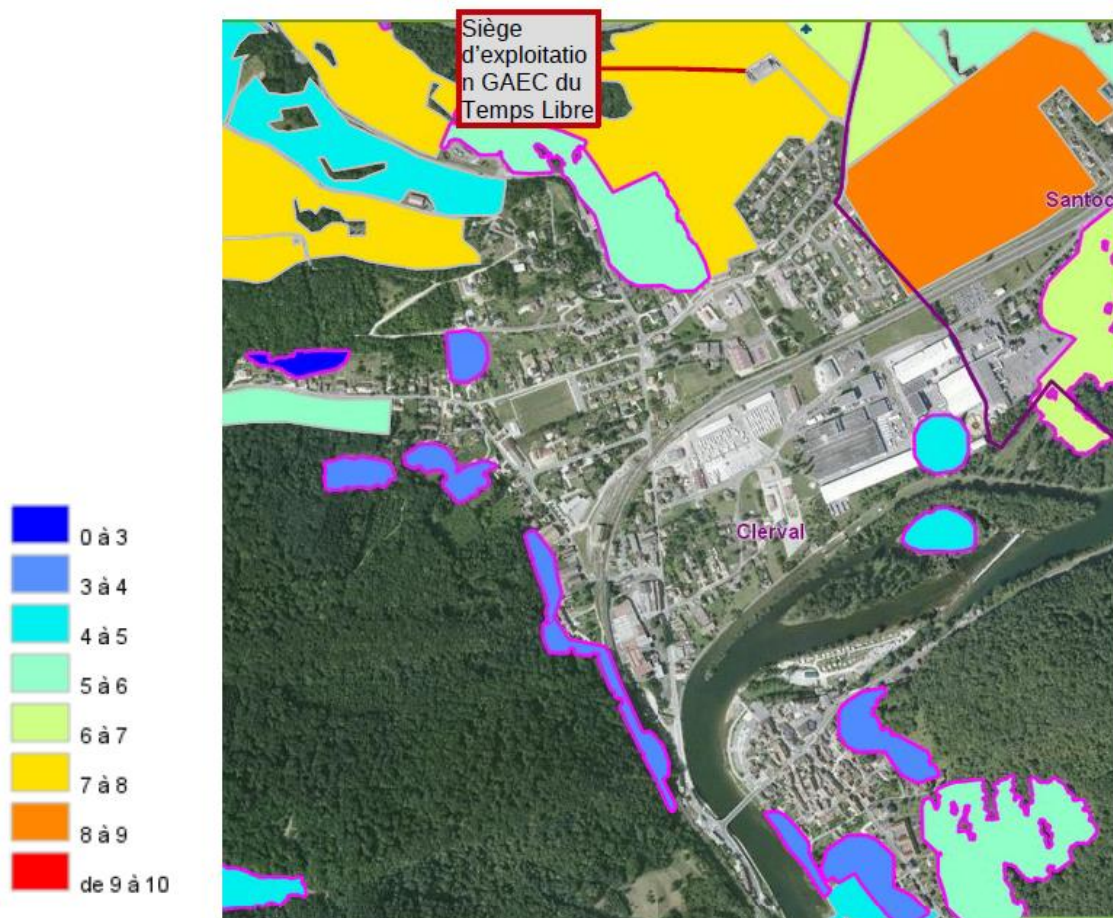 Siège
d'exploitatio
n GAEC du
Temps Libre
Santoc
Clerval
0 à 3
3 à 4
4 à 5
5 à 6
6 à 7
7 à 8
8 à 9
de 9 à 10